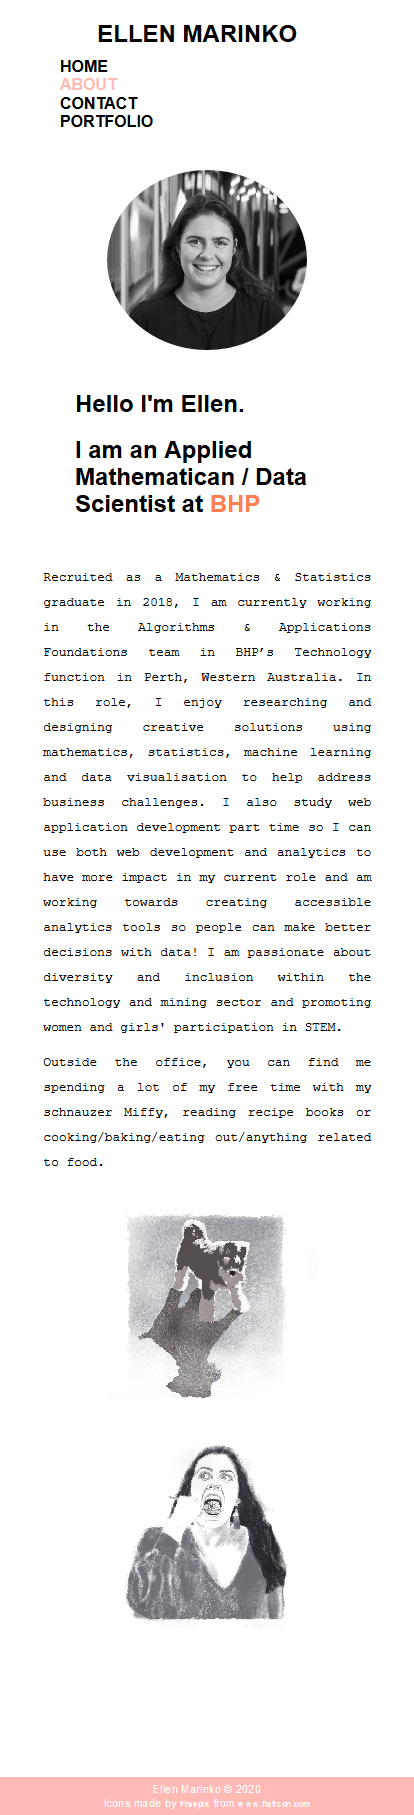 ELLEN MARINKO
HOME
ABOUT
CONTACT
PORTFOLIO
Hello I'm Ellen.
I am an Applied
Mathematican / Data
Scientist at BHP
Recruited as a Mathematics & Statistics
graduate in 2018, I am currently working
in the Algorithms & Applications
Foundations team in BHP’s Technology
function in Perth, Western Australia. In
this role, I enjoy researching and
designing creative solutions using
mathematics, statistics, machine learning
and data visualisation to help address
business challenges. I also study web
application development part time so I can
use both web development and analytics to
have more impact in my current role and am
working towards creating accessible
analytics tools so people can make better
decisions with data! I am passionate about
diversity and inclusion within the
technology and mining sector and promoting
women and girls' participation in STEM.
Outside the office, you can find me
spending a lot of my free time with my
schnauzer Miffy, reading recipe books or
cooking/baking/eating out/anything related
to food.
Ellen Marinko © 2020
Icons made by Freepik from www.flaticon.com